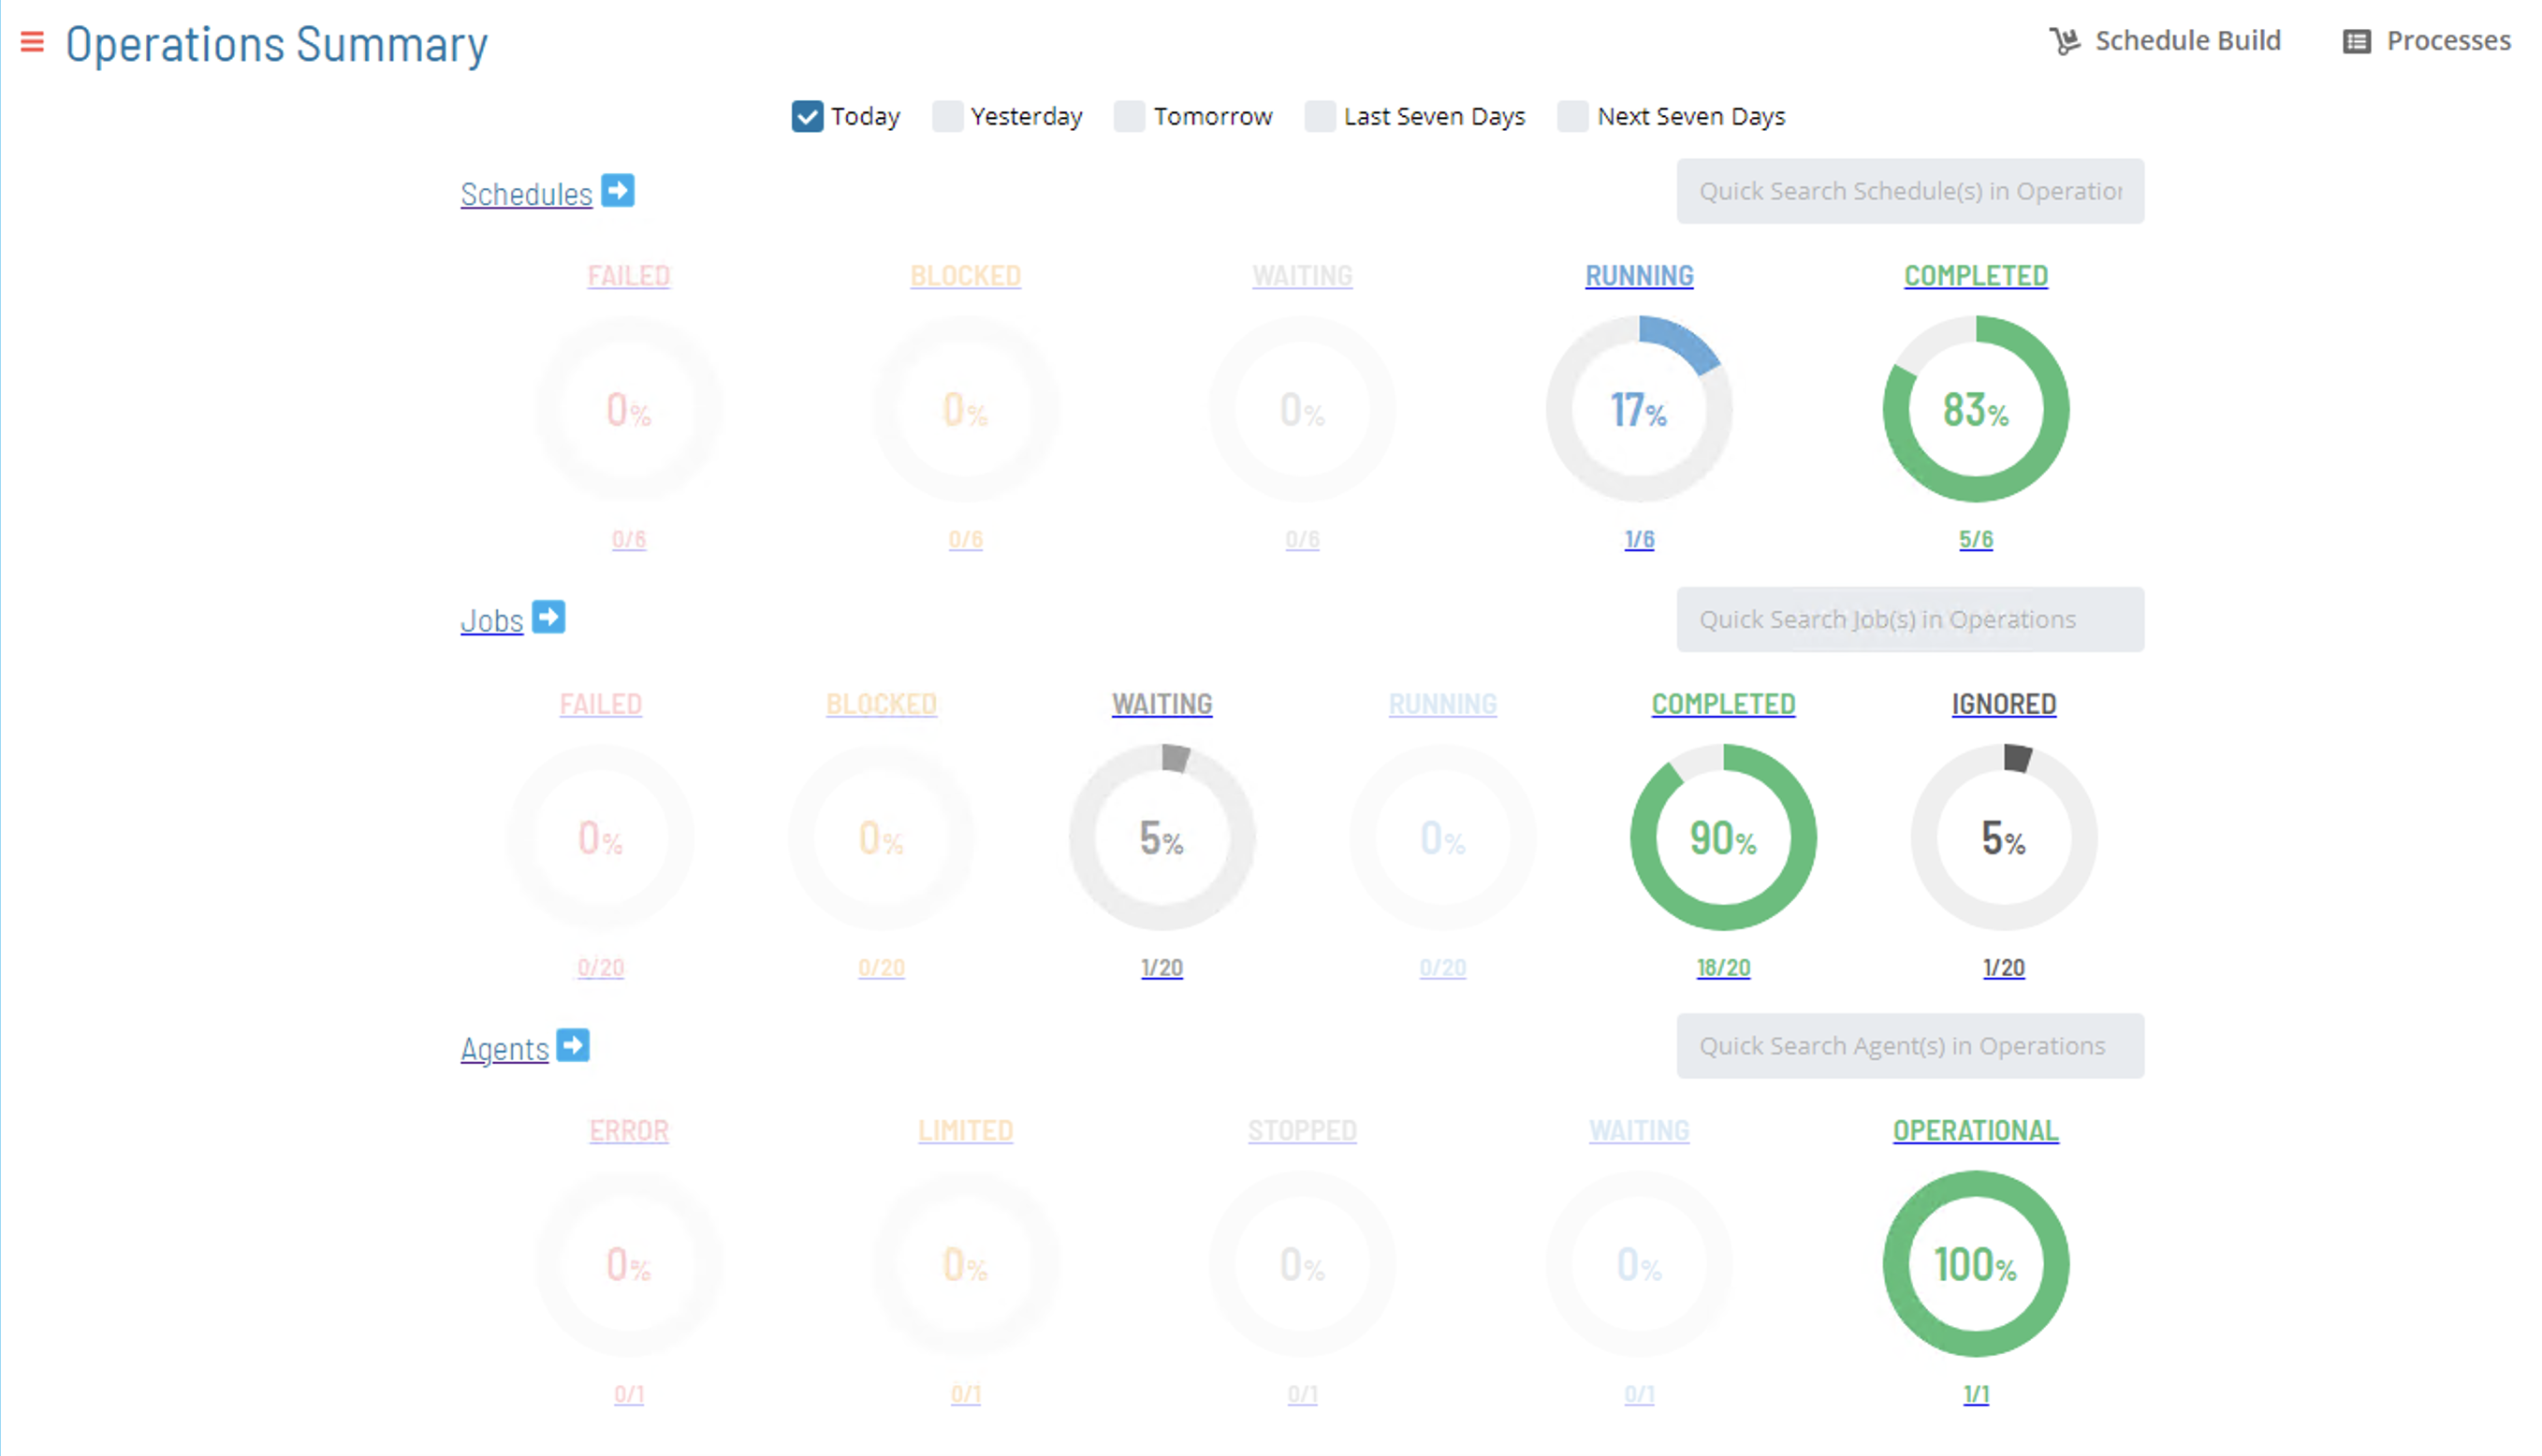 Operations Summary
Schedule Build
Processes
Today
Yesterday
Tomorrow
Last Seven Days
Next Seven Days
Schedules
Quick Search Schedule(s) in Operation
FAILED
BLOCKED
WAITING
RUNNING
COMPLETED
0%
0%
0%
17%
83%
0/6
0/6
0/6
1/6
5/6
Jobs
Quick Search Job(s) in Operations
FAILED
BLOCKED
WAITING
RUNNING
COMPLETED
IGNORED
0%
0%
5%
0%
90%
5%
0/20
0/20
1/20
0/20
18/20
1/20
Agents
Quick Search Agent(s) in Operations
ERROR
LIMITED
STOPPED
WAITING
OPERATIONAL
0%
0%
0%
0%
100%
0/1
0/1
0/1
0/1
1/1